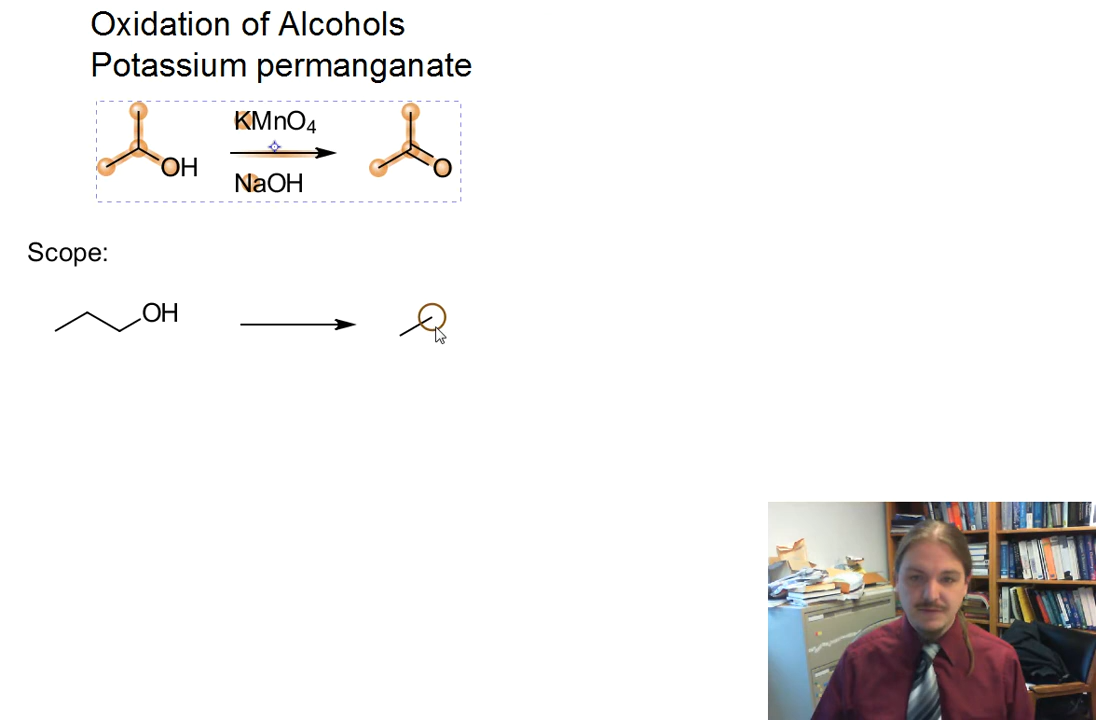 Oxidation of Alcohols
Potassium permanganate
KMnO4
OH
O
NaOH
Scope:
OH